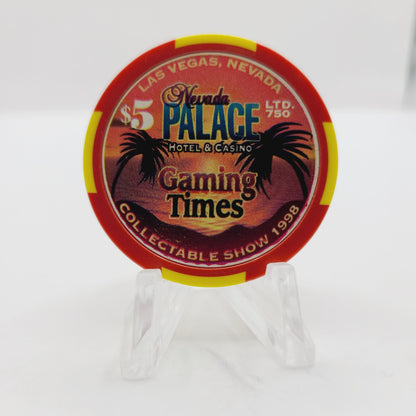 LAS VEGAS, NEVADA
$5
Nevada
LTD.
750
PALACE
HOTEL & CASINO
Gaming
Times
COLLECTABLE SHOW 1998